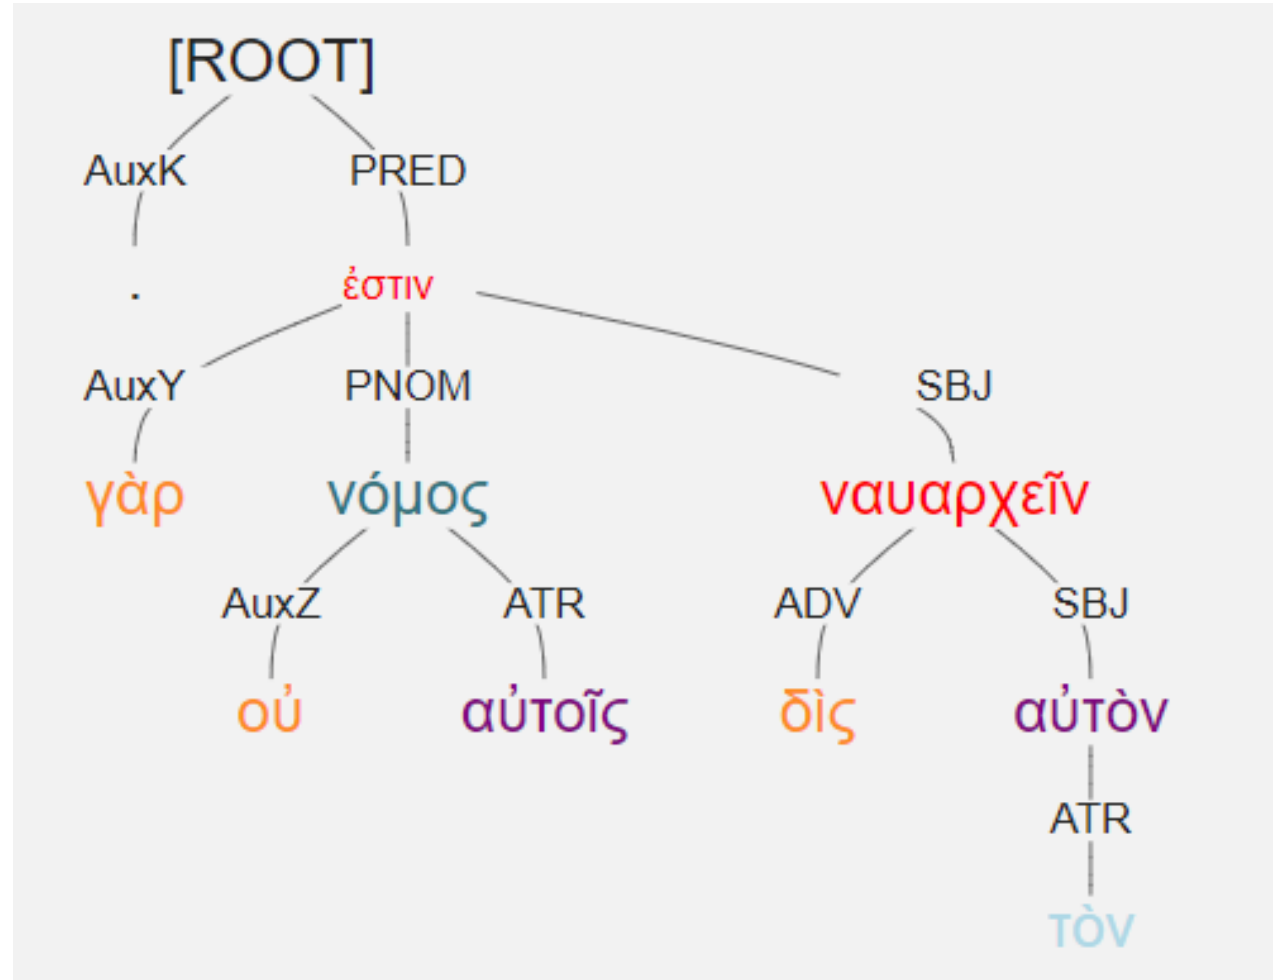 [ROOT]
AuxK PRED
. ἐστιν
AuxY PNOM SBJ
γὰρ νόμος ναυαρχεῖν
AuxZ ATR ADV SBJ
οὐ αὐτοῖς δὶς αὐτὸν
ATR
τὸν